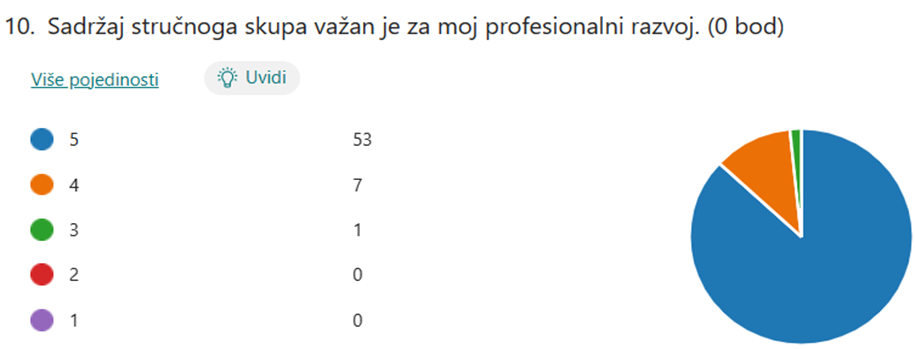 10. Sadržaj stručnoga skupa važan je za moj profesionalni razvoj. (0 bod)
Više pojedinosti Uvidi
5 53
4 7
3 1
2 0
1 0